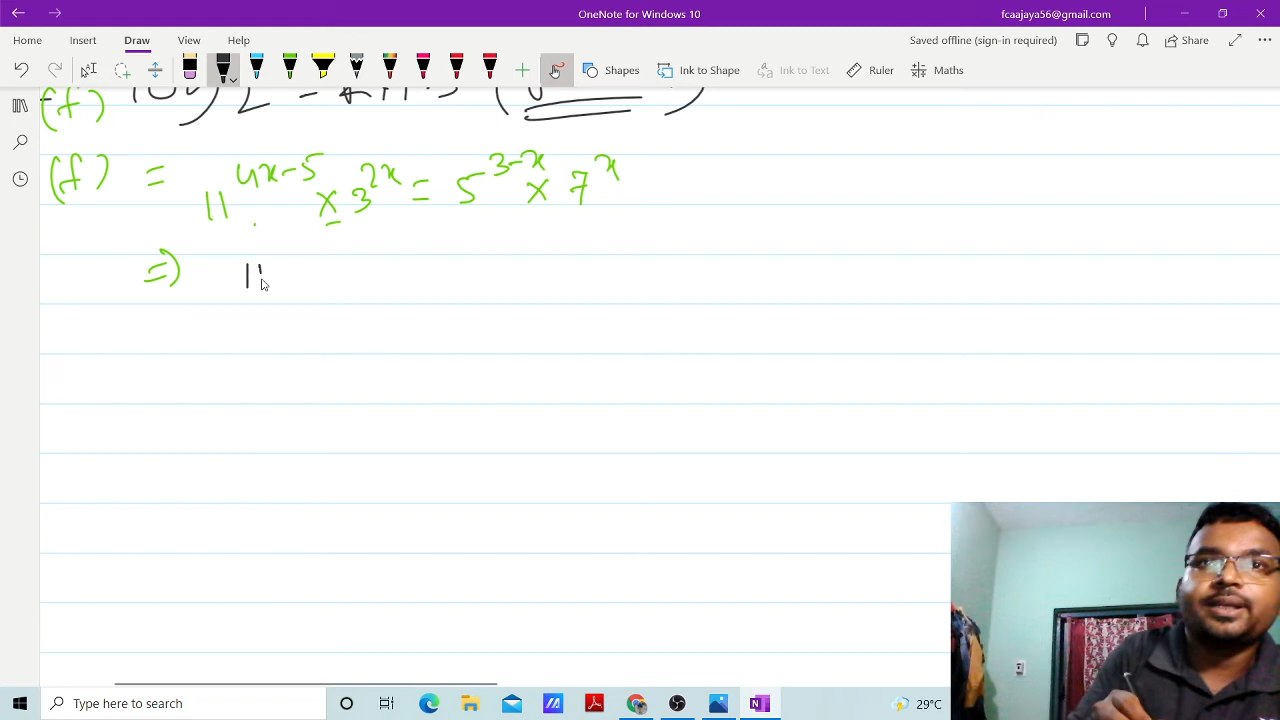 OneNote for Windows 10
fcaajaya56@gmail.com
Home Insert Draw View Help
Saved offline (sign-in required)
Share
Shapes
Ink to Shape
Ink to Text
Ruler
Maths
(f)
(f) = 11^{4x-5} × 3^{2x} = 5^{3-x} × 7^{x}
=) 11
Type here to search
29°C